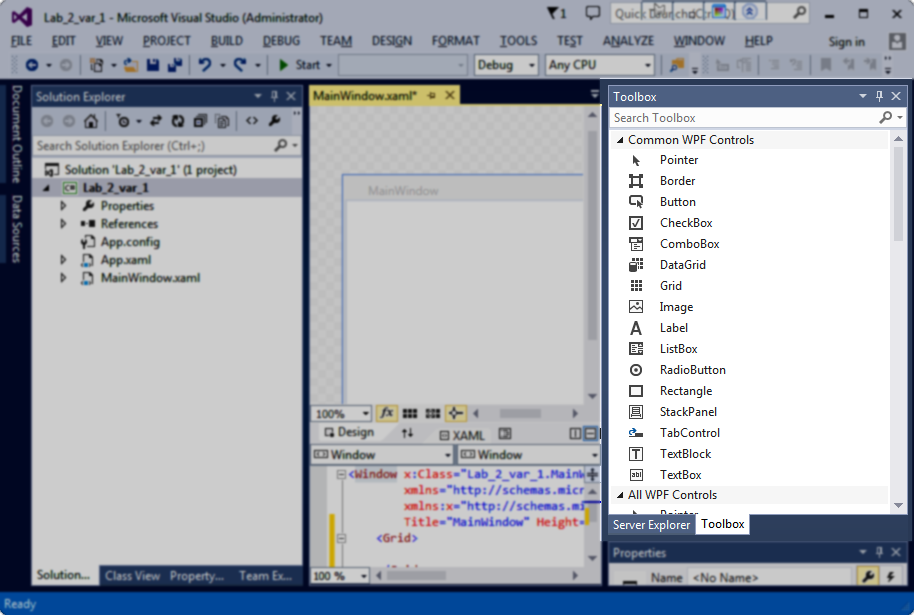 Lab_2_var_1 - Microsoft Visual Studio (Administrator)
1
FILE EDIT VIEW PROJECT BUILD DEBUG TEAM DESIGN FORMAT TOOLS TEST ANALYZE WINDOW HELP Sign in
Start Debug Any CPU
Document Outline
Data Sources
Solution Explorer
Search Solution Explorer (Ctrl+;)
Solution 'Lab_2_var_1' (1 project)
C# Lab_2_var_1
Properties
References
App.config
App.xaml
MainWindow.xaml
Solution... Class View Property... Team Ex...
MainWindow.xaml*
MainWindow
100%
Design XAML
Window Window
<Window x:Class="Lab_2_var_1.MainW
xmlns="http://schemas.micr
xmlns:x="http://schemas.mi
Title="MainWindow" Height=
<Grid>
100 %
Toolbox
Search Toolbox
Common WPF Controls
Pointer
Border
Button
CheckBox
ComboBox
DataGrid
Grid
Image
Label
ListBox
RadioButton
Rectangle
StackPanel
TabControl
TextBlock
TextBox
All WPF Controls
Pointer
Server Explorer Toolbox
Properties
Name <No Name>
Ready